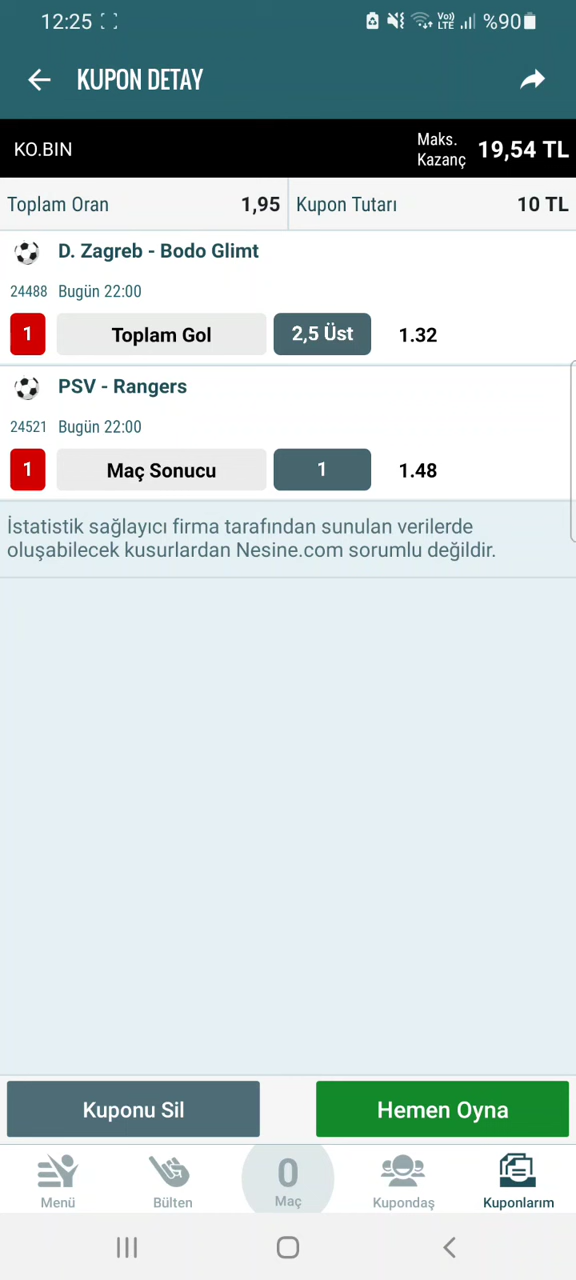 12:25
Vo))
LTE
%90
KUPON DETAY
KO.BIN
Maks.
Kazanç
19,54 TL
Toplam Oran
1,95
Kupon Tutarı
10 TL
D. Zagreb - Bodo Glimt
24488 Bugün 22:00
1 Toplam Gol 2,5 Üst 1.32
PSV - Rangers
24521 Bugün 22:00
1 Maç Sonucu 1 1.48
İstatistik sağlayıcı firma tarafından sunulan verilerde
oluşabilecek kusurlardan Nesine.com sorumlu değildir.
Kuponu Sil
Hemen Oyna
Menü
Bülten
0
Maç
Kupondaş
Kuponlarım